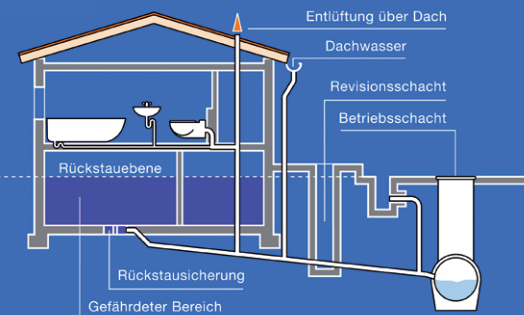 Entlüftung über Dach
Dachwasser
Revisionsschacht
Betriebsschacht
Rückstauebene
Rückstausicherung
Gefährdeter Bereich